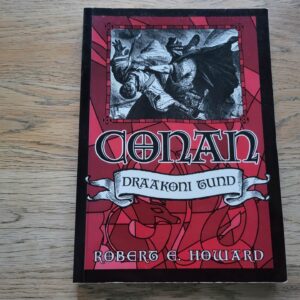 CONAN
DRAAKONI TUND
ROBERT E. HOWARD